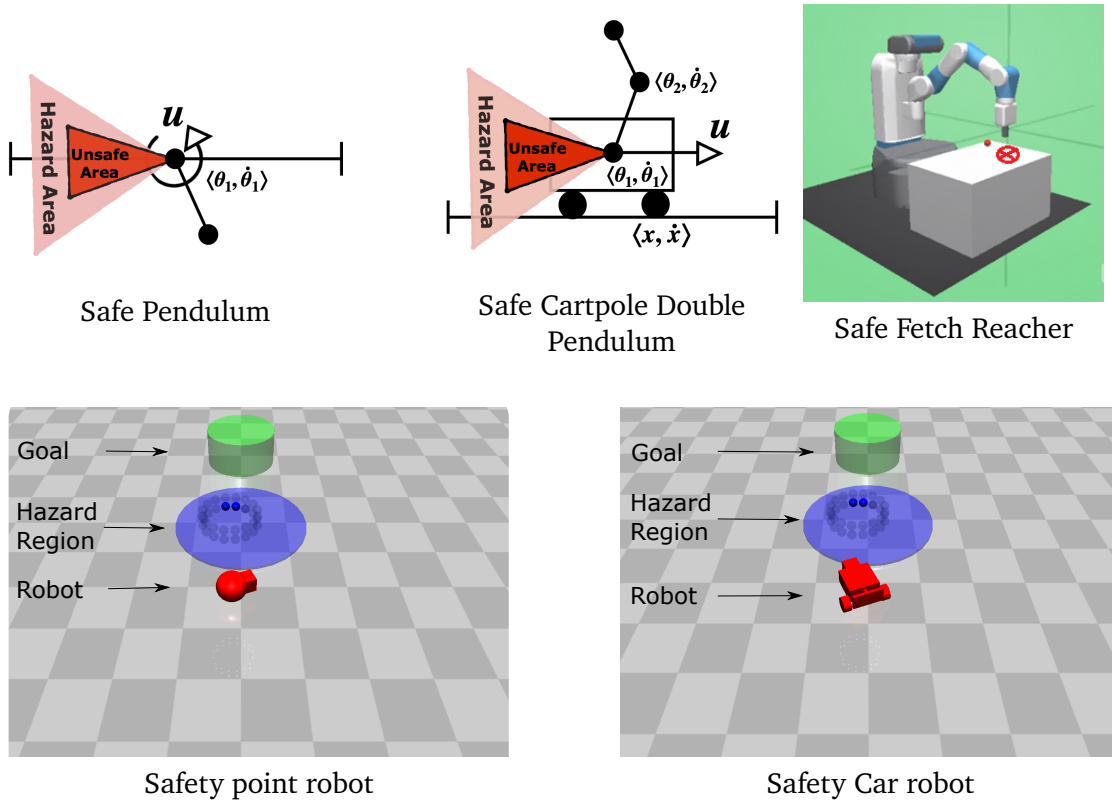 Hazard Area
Unsafe
Area
u
⟨θ₁, θ̇₁⟩
Safe Pendulum
Hazard Area
Unsafe
Area
⟨θ₂, θ̇₂⟩
u
⟨θ₁, θ̇₁⟩
⟨x, ẋ⟩
Safe Cartpole Double
Pendulum
Safe Fetch Reacher
Goal
Hazard
Region
Robot
Safety point robot
Goal
Hazard
Region
Robot
Safety Car robot